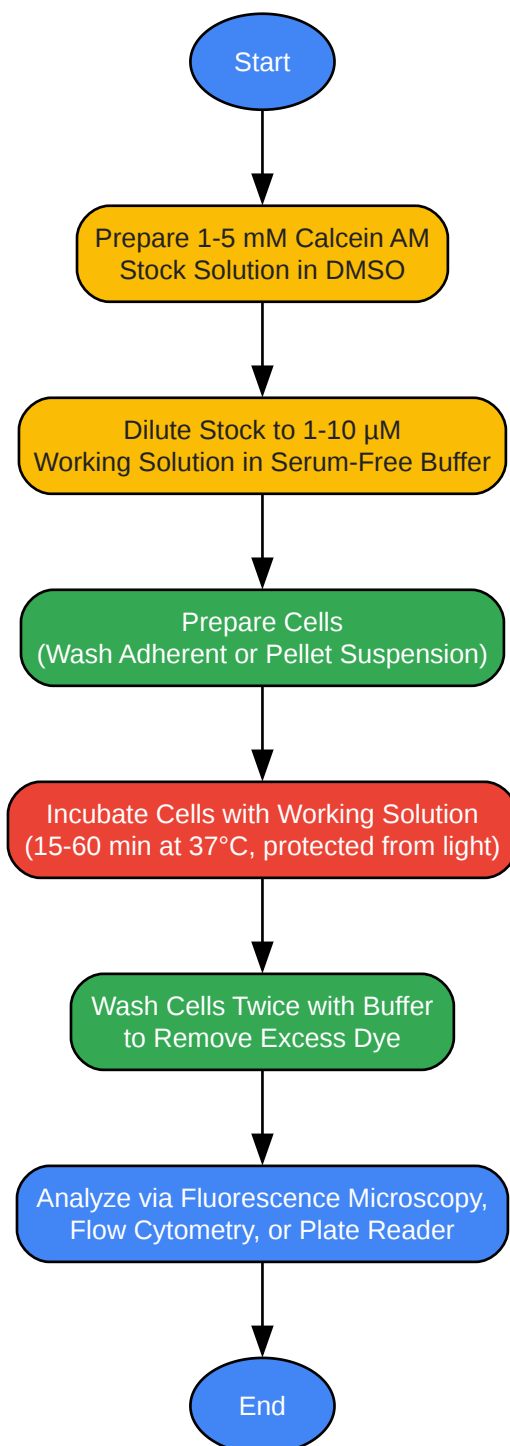 Start
Prepare 1-5 mM Calcein AM
Stock Solution in DMSO
Dilute Stock to 1-10 µM
Working Solution in Serum-Free Buffer
Prepare Cells
(Wash Adherent or Pellet Suspension)
Incubate Cells with Working Solution
(15-60 min at 37°C, protected from light)
Wash Cells Twice with Buffer
to Remove Excess Dye
Analyze via Fluorescence Microscopy,
Flow Cytometry, or Plate Reader
End